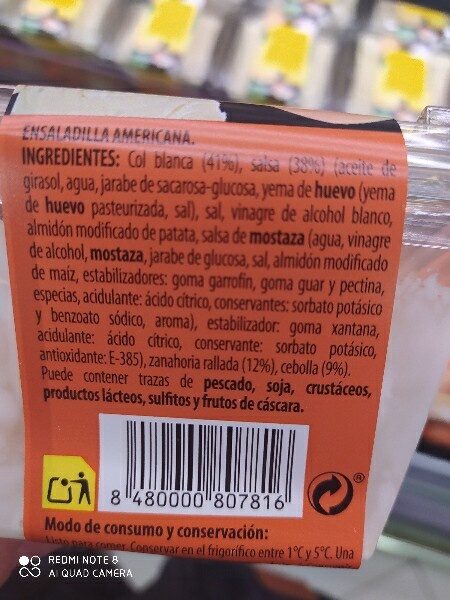 ENSALADILLA AMERICANA.
INGREDIENTES: Col blanca (41%), salsa (38%) (aceite de
girasol, agua, jarabe de sacarosa-glucosa, yema de huevo (yema
de huevo pasteurizada, sal), sal, vinagre de alcohol blanco,
almidón modificado de patata, salsa de mostaza (agua, vinagre
de alcohol, mostaza, jarabe de glucosa, sal, almidón modificado
de maíz, estabilizadores: goma garrofín, goma guar y pectina,
especias, acidulante: ácido cítrico, conservantes: sorbato potásico
y benzoato sódico, aroma), estabilizador: goma xantana,
acidulante: ácido cítrico, conservante: sorbato potásico,
antioxidante: E-385), zanahoria rallada (12%), cebolla (9%).
Puede contener trazas de pescado, soja, crustáceos,
productos lácteos, sulfitos y frutos de cáscara.
8 480000 807816
®
Modo de consumo y conservación:
Listo para comer. Conservar en el frigorífico entre 1°C y 5°C. Una
REDMI NOTE 8
AI QUAD CAMERA